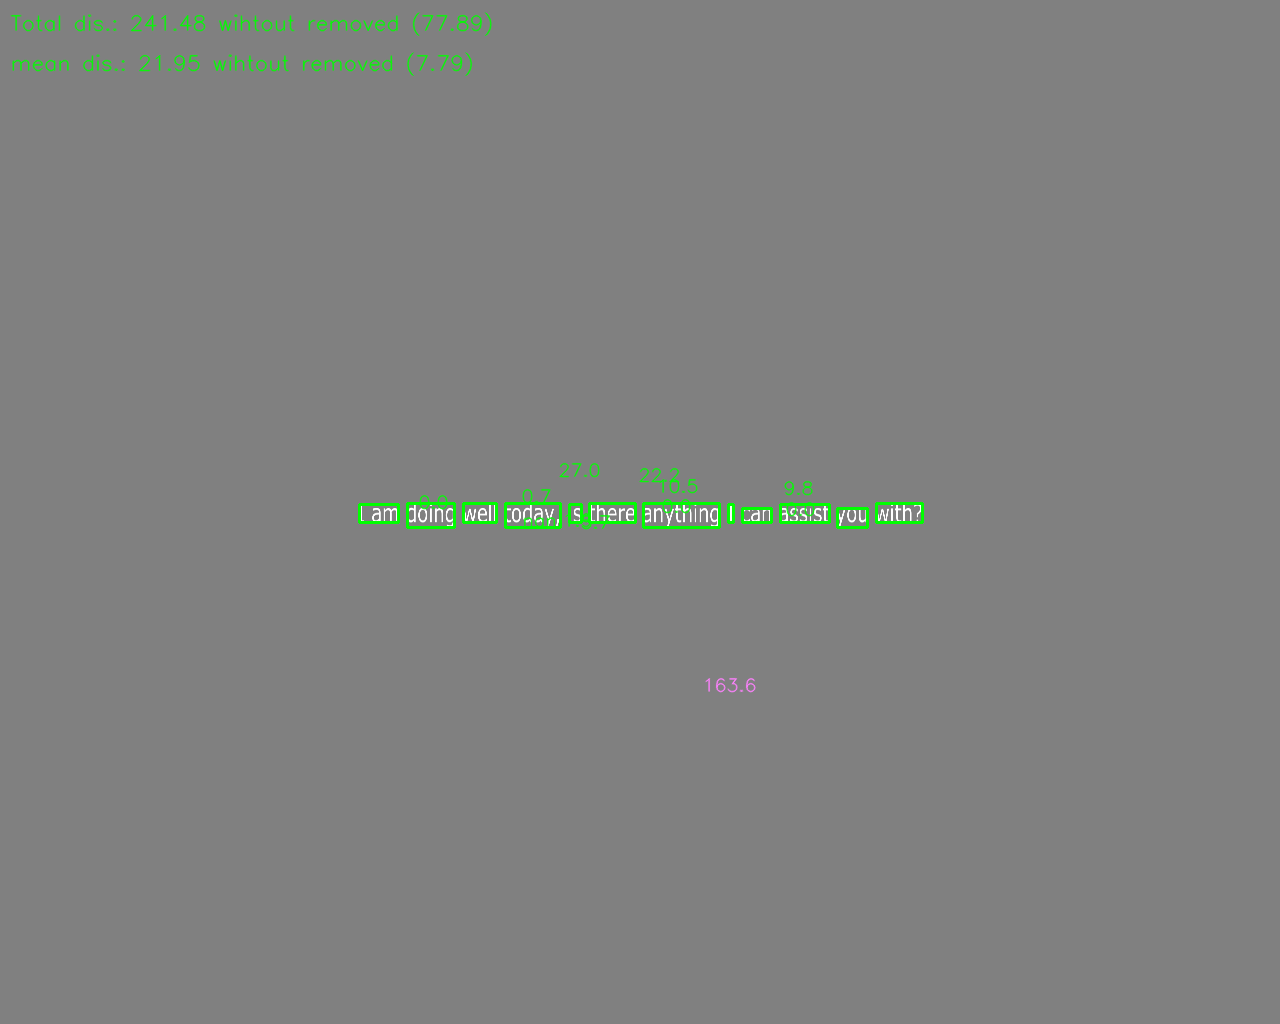 Total dis.: 241.48 wihtout removed (77.89)
mean dis.: 21.95 wihtout removed (7.79)
27.0
22.2
10.5
9.8
0.7
0.0
I am doing well today, is there anything I can assist you with?
163.6